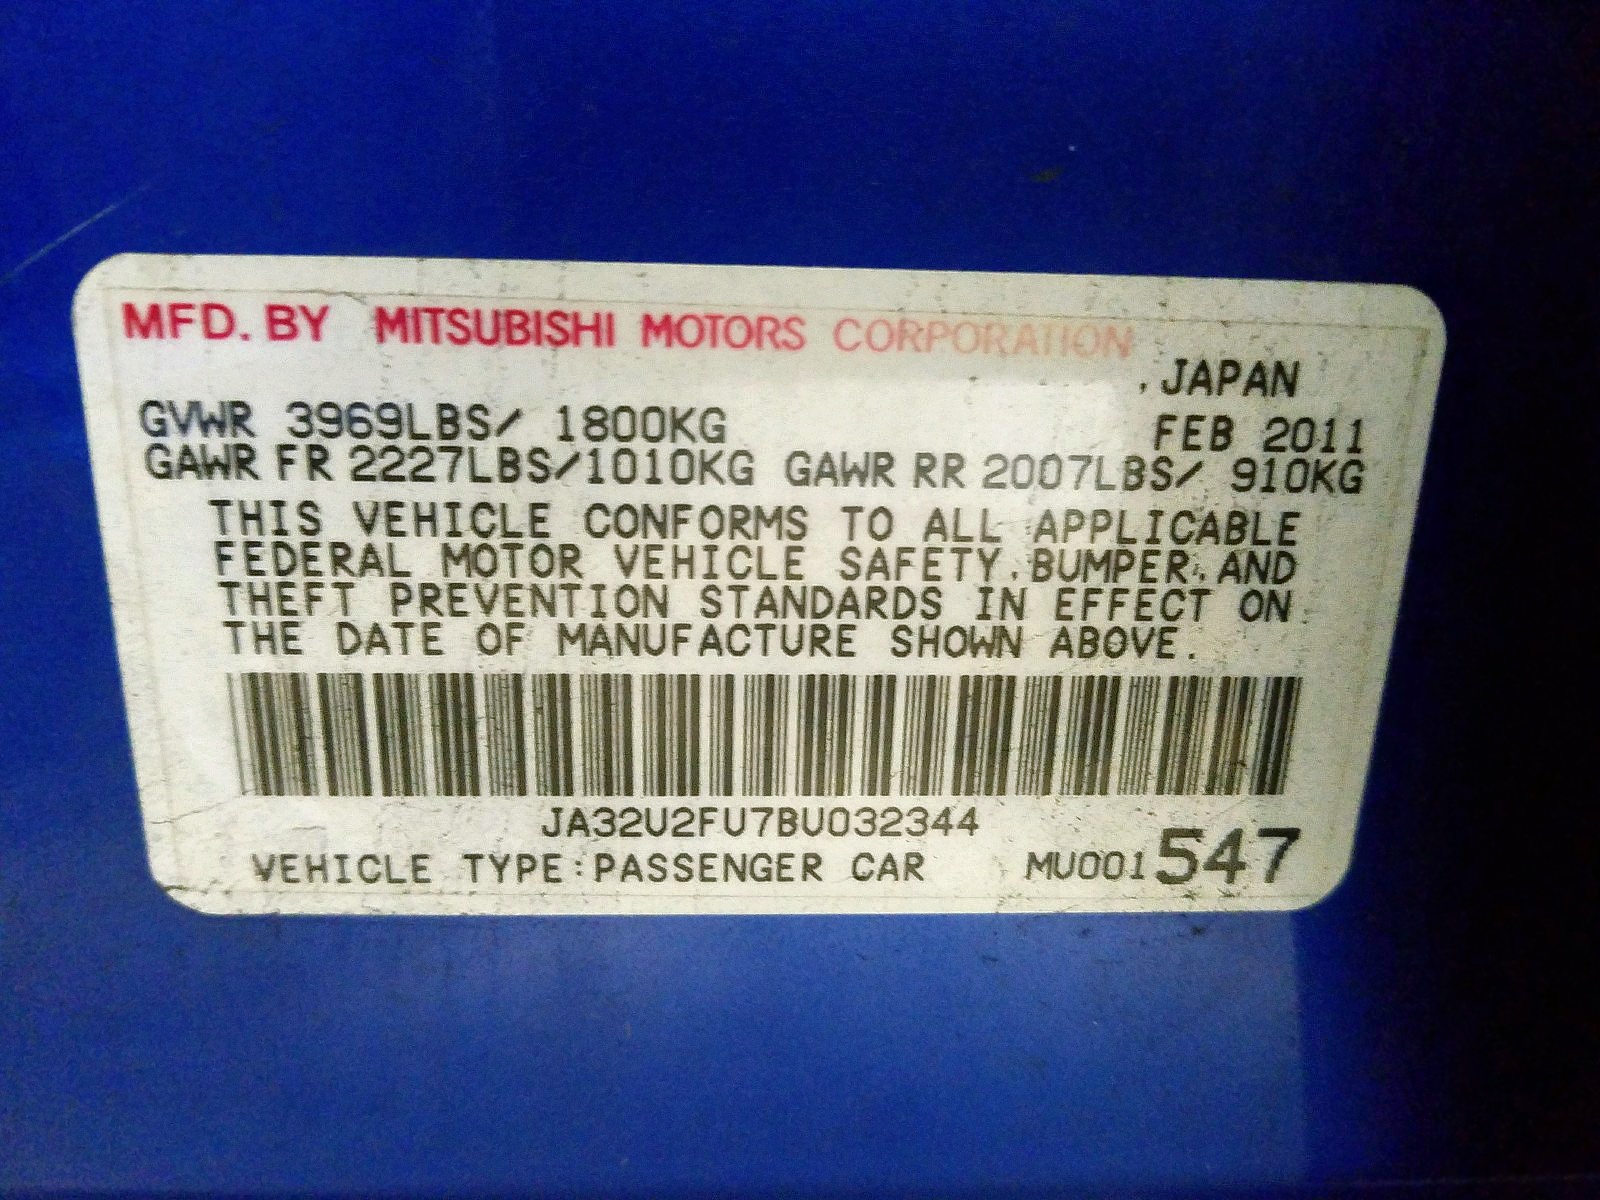 MFD. BY MITSUBISHI MOTORS CORPORATION
, JAPAN
GVWR 3969LBS/ 1800KG FEB 2011
GAWR FR 2227LBS/1010KG GAWR RR 2007LBS/ 910KG
THIS VEHICLE CONFORMS TO ALL APPLICABLE
FEDERAL MOTOR VEHICLE SAFETY, BUMPER, AND
THEFT PREVENTION STANDARDS IN EFFECT ON
THE DATE OF MANUFACTURE SHOWN ABOVE.
JA32U2FU7BU032344
VEHICLE TYPE:PASSENGER CAR MU001547